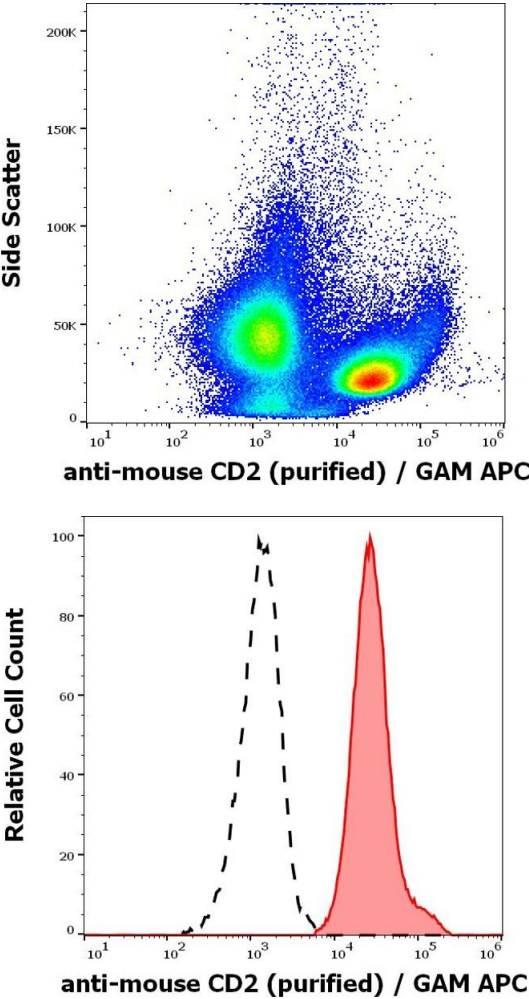 Side Scatter
200K
150K
100K
50K
0
10¹ 10² 10³ 10⁴ 10⁵ 10⁶
anti-mouse CD2 (purified) / GAM APC
Relative Cell Count
100
80
60
40
20
0
10¹ 10² 10³ 10⁴ 10⁵ 10⁶
anti-mouse CD2 (purified) / GAM APC